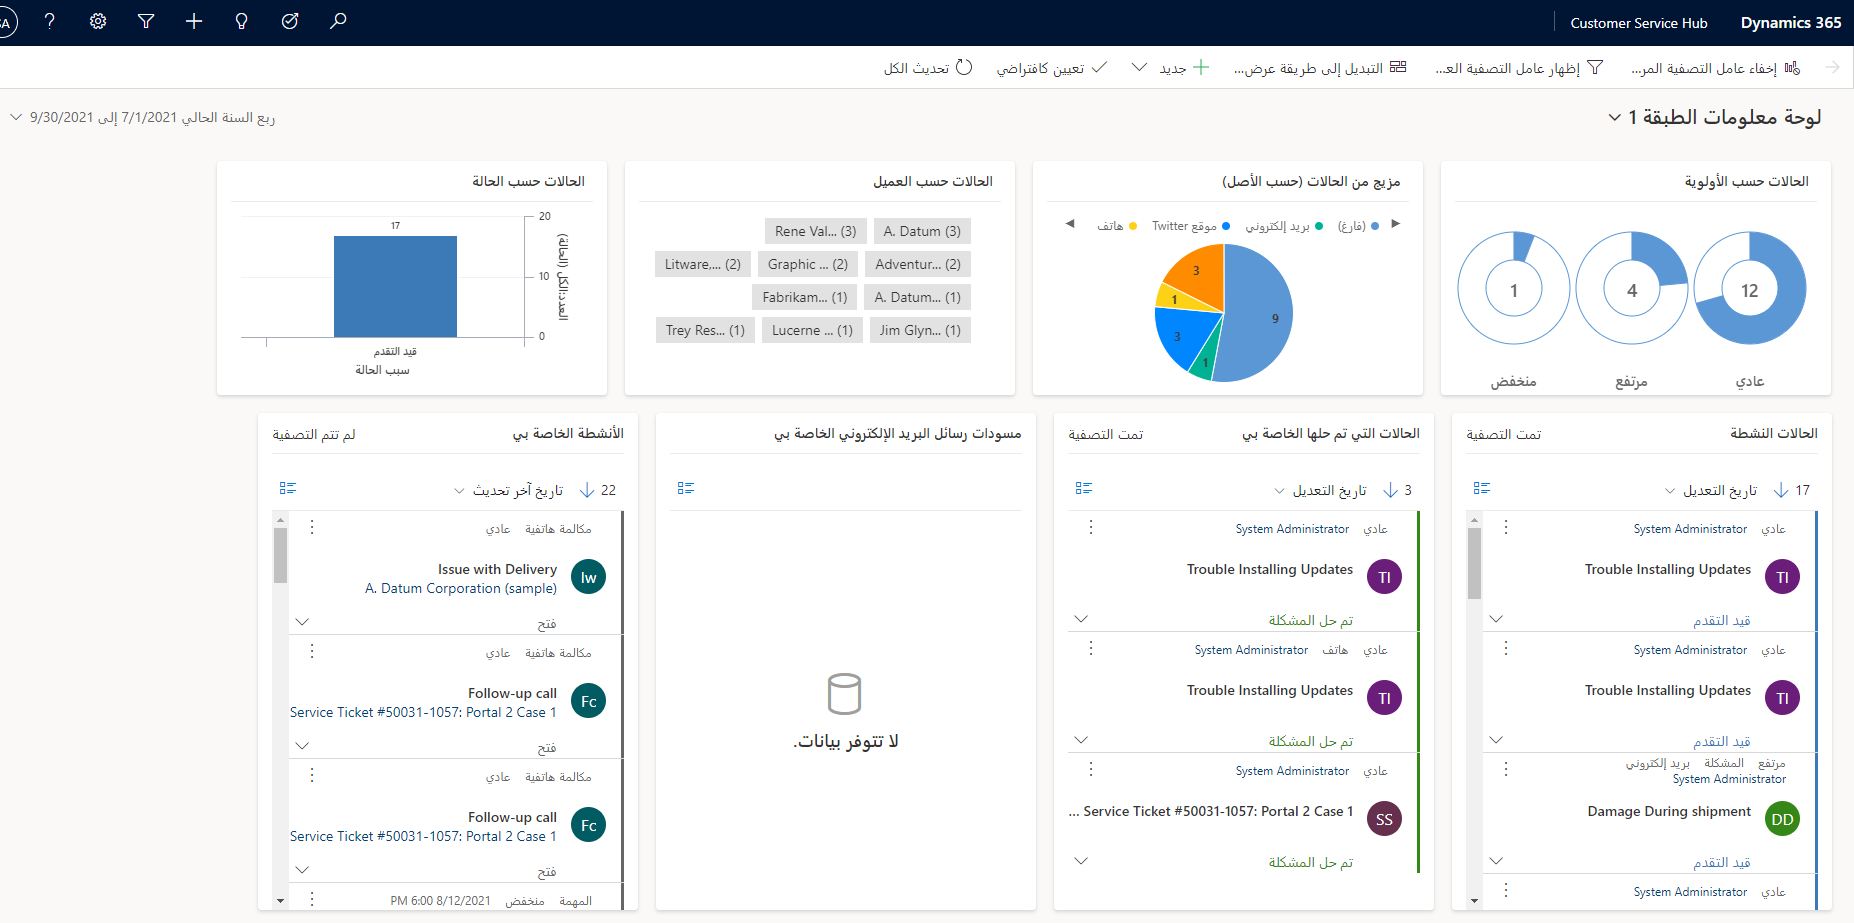 Dynamics 365
Customer Service Hub
?
إخفاء عامل التصفية المر...
إظهار عامل التصفية العـ...
التبديل إلى طريقة عرض...
جديد
تعيين كافتراضي
تحديث الكل
لوحة معلومات الطبقة 1
ربع السنة الحالي 7/1/2021 إلى 9/30/2021
الحالات حسب الأولوية
12
4
1
عادي
مرتفع
منخفض
مزيج من الحالات (حسب الأصل)
(فارغ)
بريد إلكتروني
موقع Twitter
هاتف
9
1
3
1
3
الحالات حسب العميل
A. Datum (3)
Rene Val... (3)
Adventur... (2)
Graphic ... (2)
Litware,... (2)
A. Datum... (1)
Fabrikam... (1)
Jim Glyn... (1)
Lucerne ... (1)
Trey Res... (1)
الحالات حسب الحالة
20
10
0
العدد:الكل (الحالة)
17
قيد التقدم
سبب الحالة
الحالات النشطة
تمت التصفية
17
تاريخ التعديل
عادي System Administrator
TI
Trouble Installing Updates
قيد التقدم
عادي System Administrator
TI
Trouble Installing Updates
قيد التقدم
مرتفع المشكلة بريد إلكتروني
System Administrator
DD
Damage During shipment
قيد التقدم
عادي System Administrator
الحالات التي تم حلها الخاصة بي
تمت التصفية
3
تاريخ التعديل
عادي System Administrator
TI
Trouble Installing Updates
تم حل المشكلة
عادي هاتف System Administrator
TI
Trouble Installing Updates
تم حل المشكلة
عادي System Administrator
SS
... Service Ticket #50031-1057: Portal 2 Case 1
تم حل المشكلة
مسودات رسائل البريد الإلكتروني الخاصة بي
لا تتوفر بيانات.
الأنشطة الخاصة بي
لم تتم التصفية
22
تاريخ آخر تحديث
مكالمة هاتفية عادي
Iw
Issue with Delivery
A. Datum Corporation (sample)
فتح
مكالمة هاتفية عادي
Fc
Follow-up call
Service Ticket #50031-1057: Portal 2 Case 1
فتح
مكالمة هاتفية عادي
Fc
Follow-up call
Service Ticket #50031-1057: Portal 2 Case 1
فتح
المهمة منخفض 8/12/2021 6:00 PM